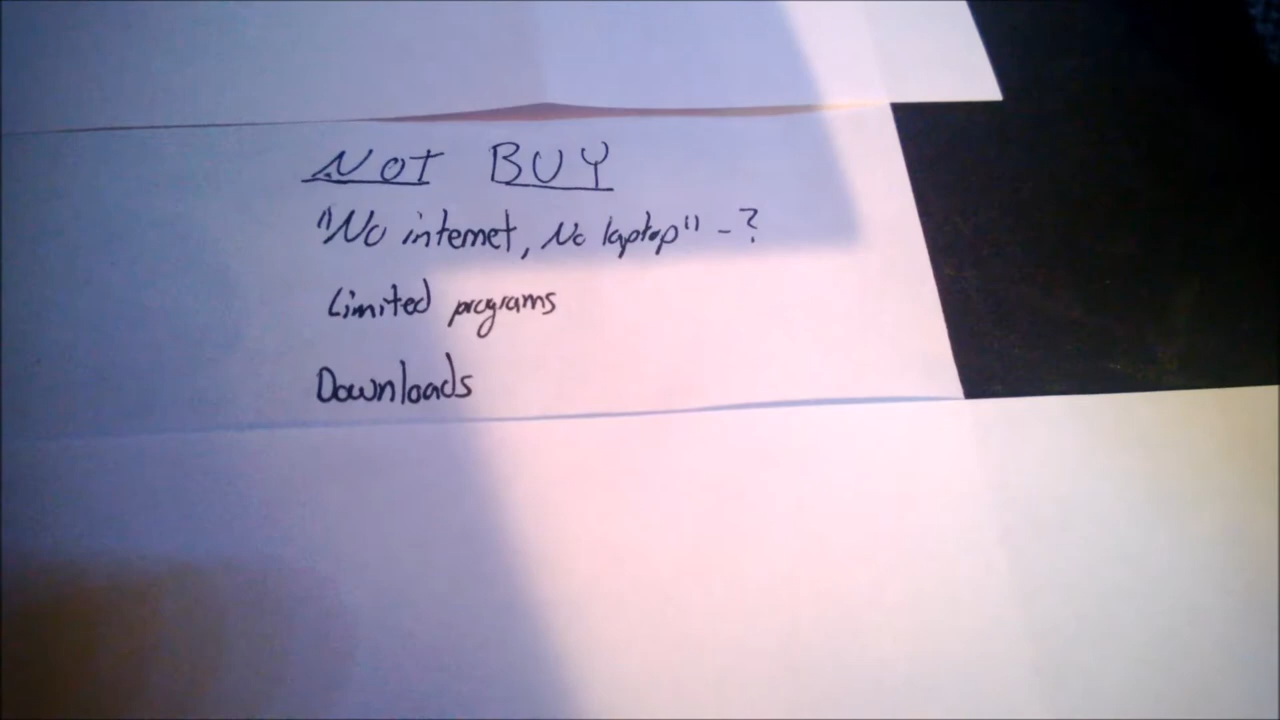 NOT BUY
"No internet, No laptop" - ?
Limited programs
Downloads